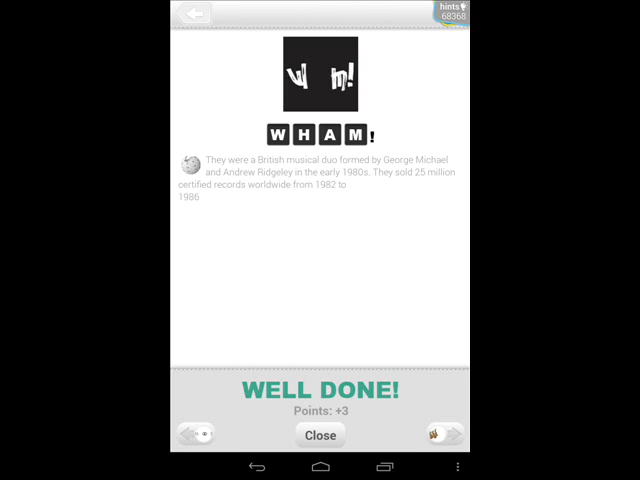 hints
68368
w m!
WHAM!
They were a British musical duo formed by George Michael
and Andrew Ridgeley in the early 1980s. They sold 25 million
certified records worldwide from 1982 to
1986
WELL DONE!
Points: +3
Close